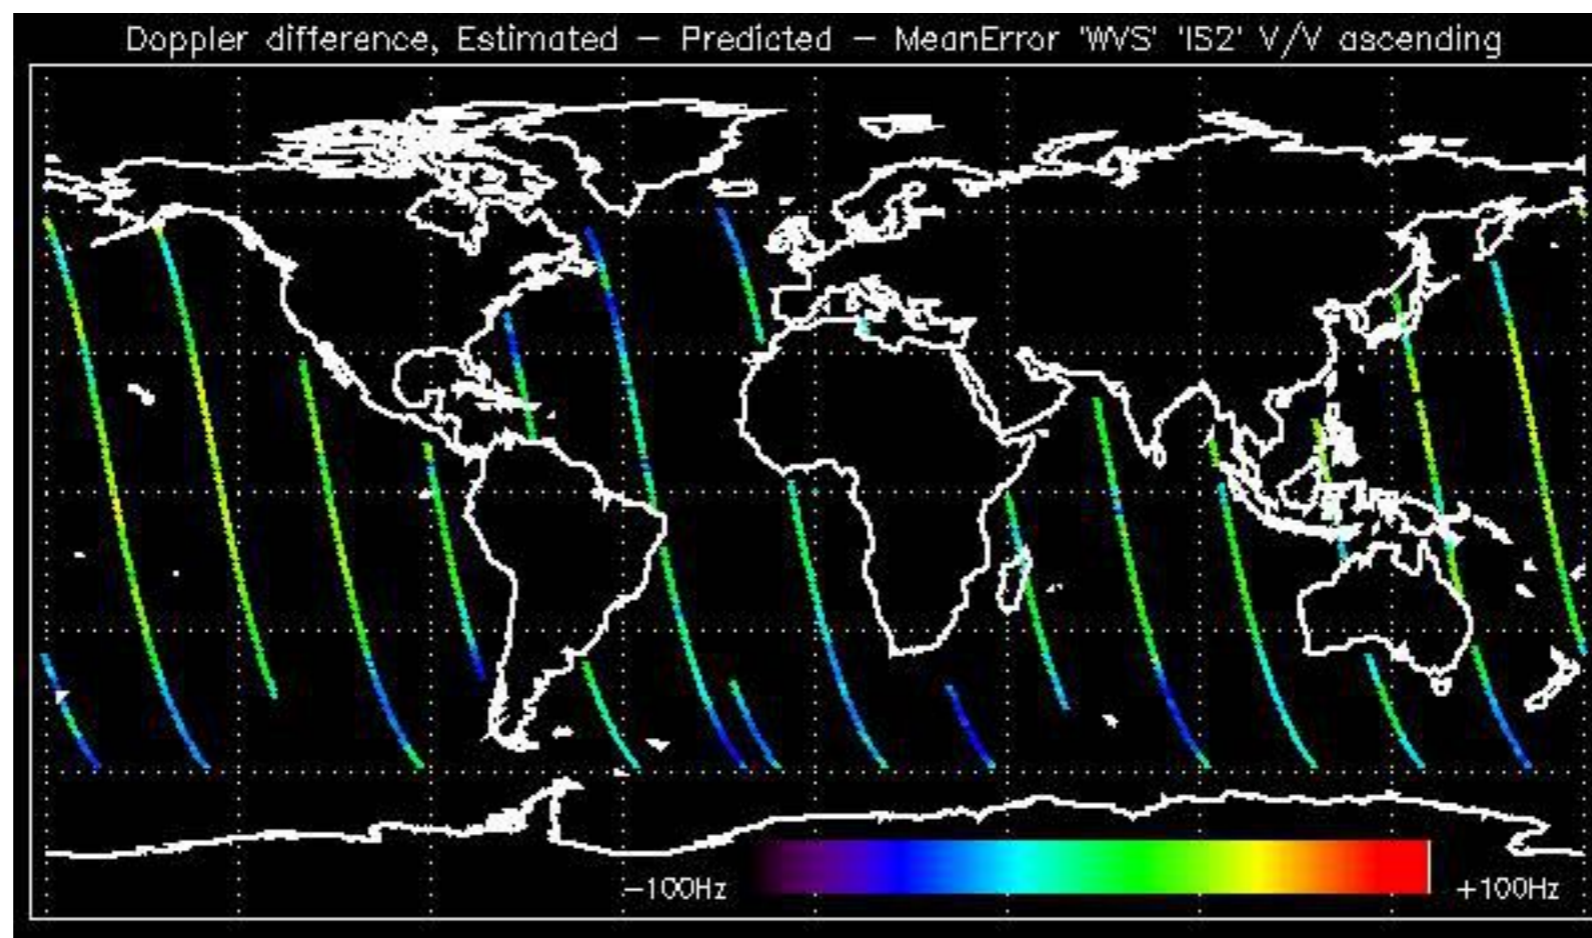 Doppler difference, Estimated – Predicted – MeanError 'WVS' 'IS2' V/V ascending
-100Hz +100Hz